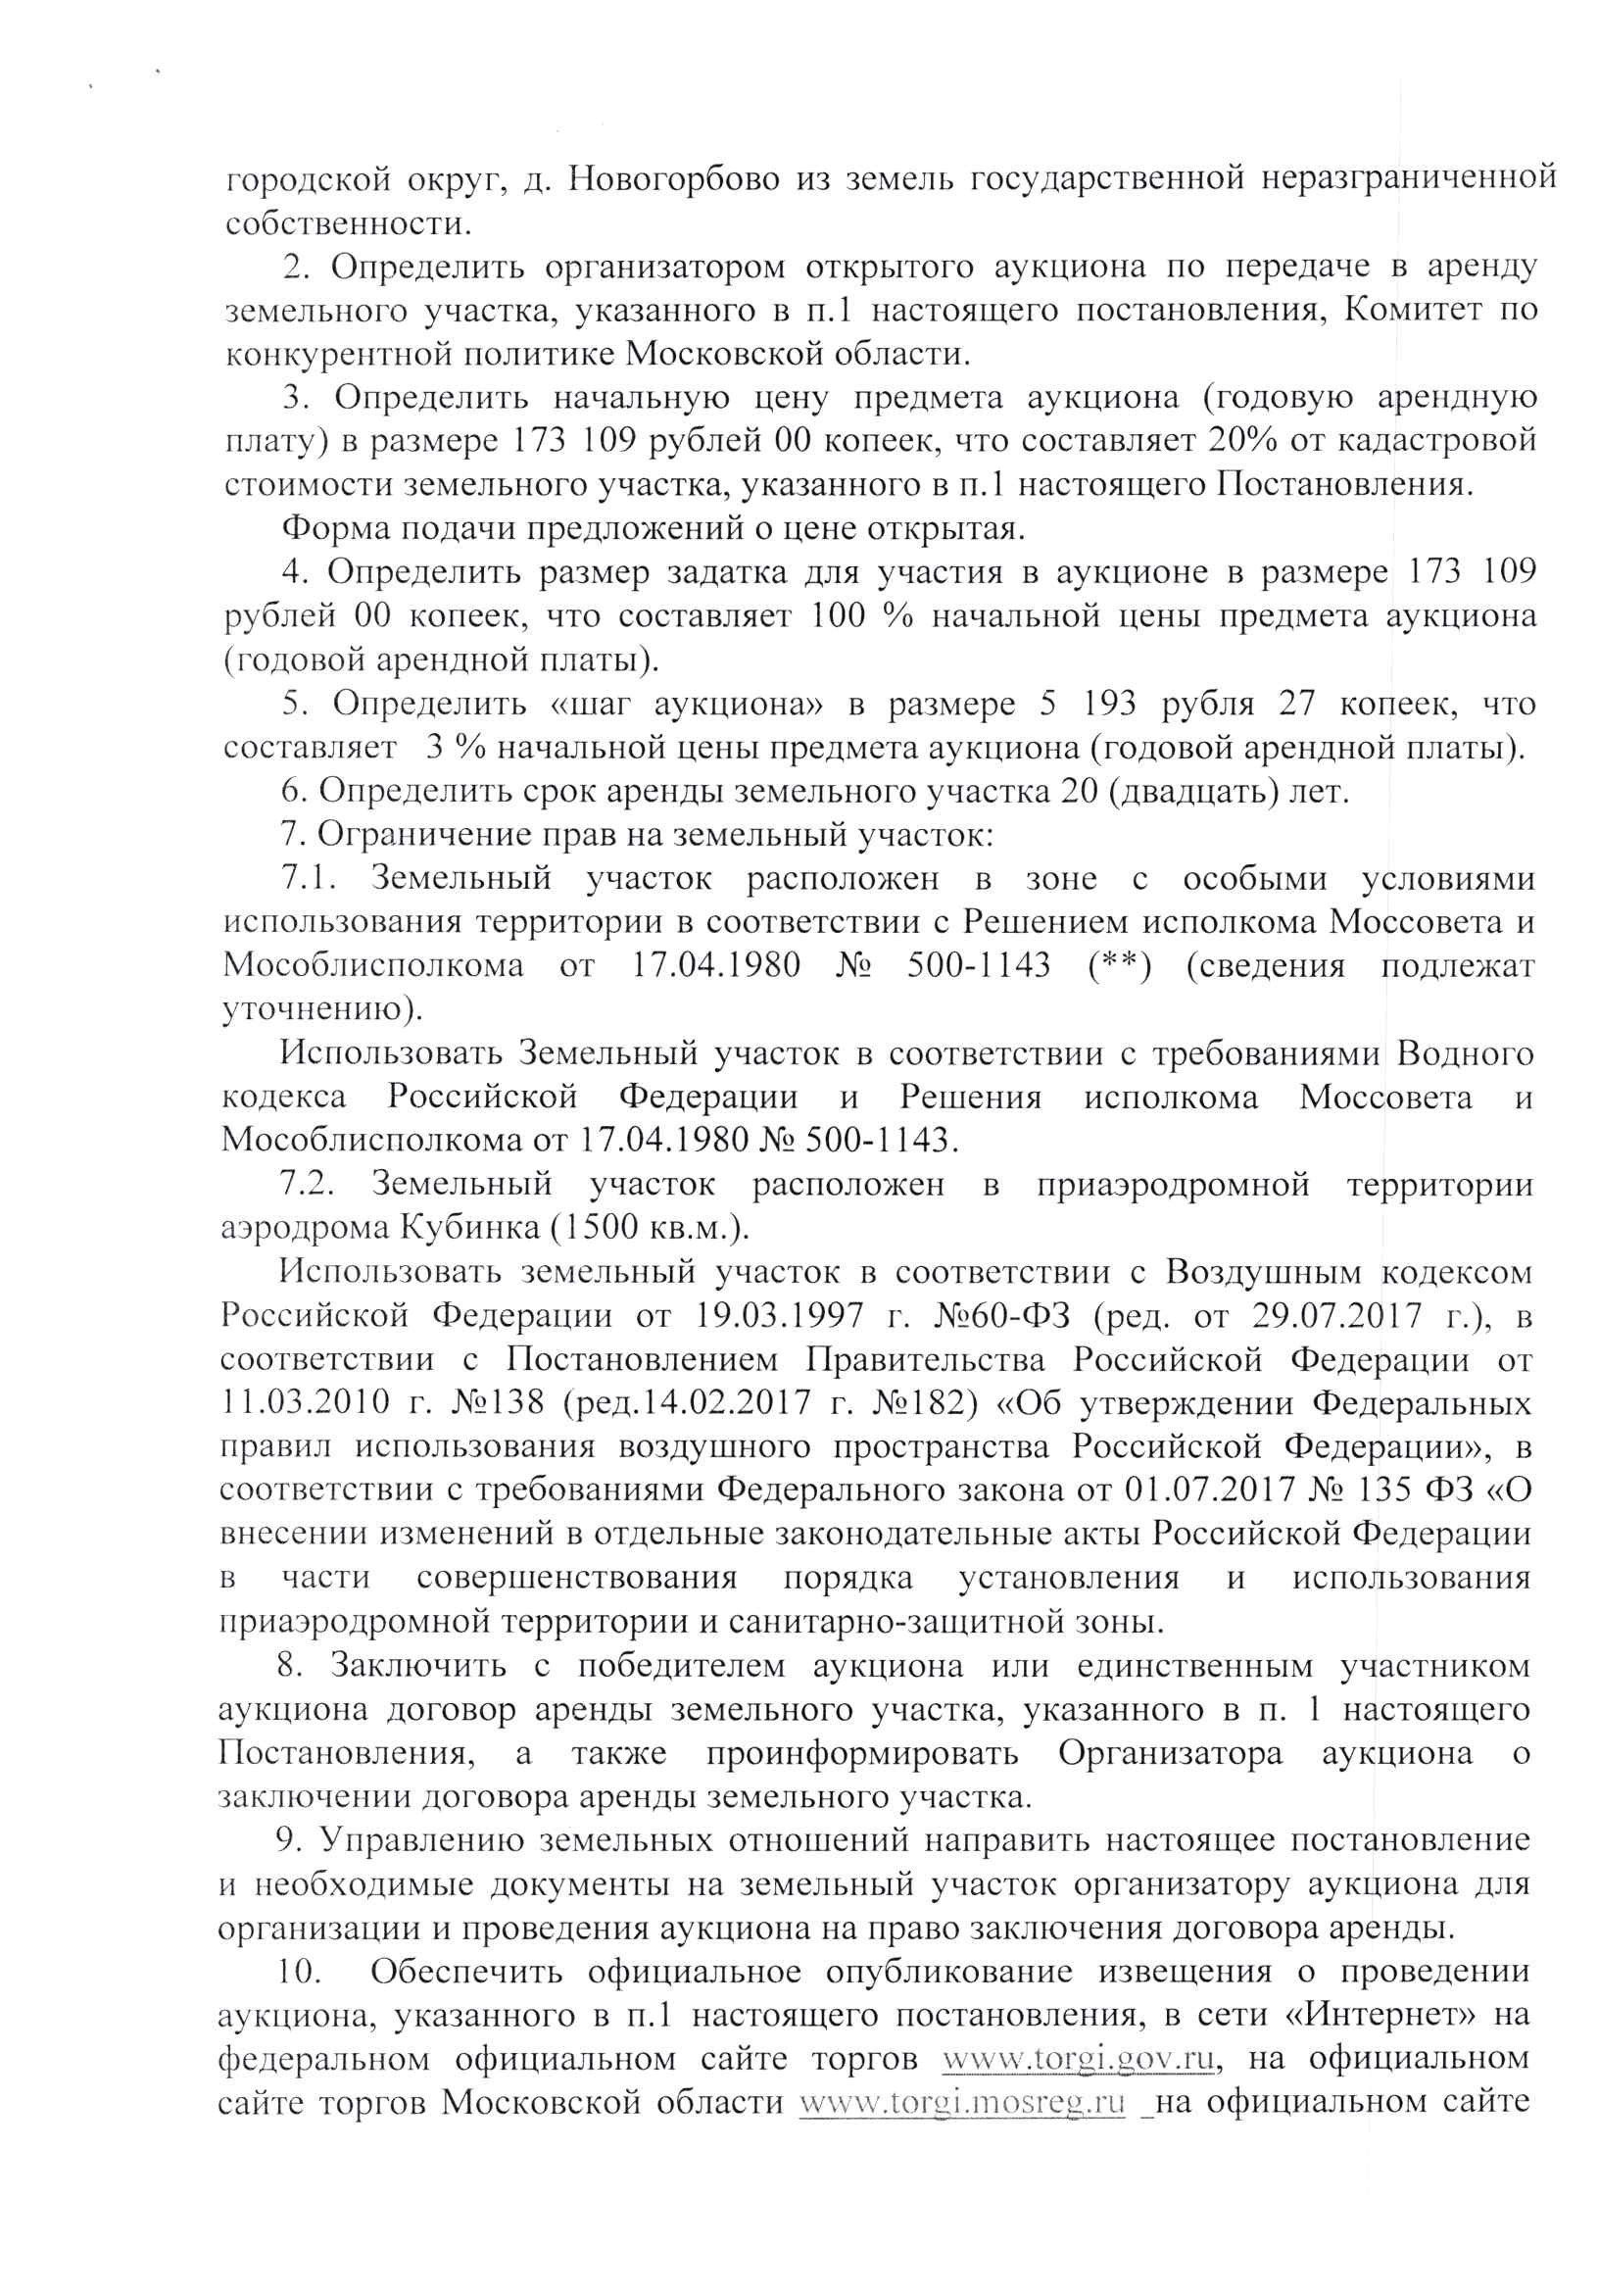 городской округ, д. Новогорбово из земель государственной неразграниченной
собственности.
2. Определить организатором открытого аукциона по передаче в аренду
земельного участка, указанного в п.1 настоящего постановления, Комитет по
конкурентной политике Московской области.
3. Определить начальную цену предмета аукциона (годовую арендную
плату) в размере 173 109 рублей 00 копеек, что составляет 20% от кадастровой
стоимости земельного участка, указанного в п.1 настоящего Постановления.
Форма подачи предложений о цене открытая.
4. Определить размер задатка для участия в аукционе в размере 173 109
рублей 00 копеек, что составляет 100 % начальной цены предмета аукциона
(годовой арендной платы).
5. Определить «шаг аукциона» в размере 5 193 рубля 27 копеек, что
составляет 3 % начальной цены предмета аукциона (годовой арендной платы).
6. Определить срок аренды земельного участка 20 (двадцать) лет.
7. Ограничение прав на земельный участок:
7.1. Земельный участок расположен в зоне с особыми условиями
использования территории в соответствии с Решением исполкома Моссовета и
Мособлисполкома от 17.04.1980 № 500-1143 (**) (сведения подлежат
уточнению).
Использовать Земельный участок в соответствии с требованиями Водного
кодекса Российской Федерации и Решения исполкома Моссовета и
Мособлисполкома от 17.04.1980 № 500-1143.
7.2. Земельный участок расположен в приаэродромной территории
аэродрома Кубинка (1500 кв.м.).
Использовать земельный участок в соответствии с Воздушным кодексом
Российской Федерации от 19.03.1997 г. №60-ФЗ (ред. от 29.07.2017 г.), в
соответствии с Постановлением Правительства Российской Федерации от
11.03.2010 г. №138 (ред.14.02.2017 г. №182) «Об утверждении Федеральных
правил использования воздушного пространства Российской Федерации», в
соответствии с требованиями Федерального закона от 01.07.2017 № 135 ФЗ «О
внесении изменений в отдельные законодательные акты Российской Федерации
в части совершенствования порядка установления и использования
приаэродромной территории и санитарно-защитной зоны.
8. Заключить с победителем аукциона или единственным участником
аукциона договор аренды земельного участка, указанного в п. 1 настоящего
Постановления, а также проинформировать Организатора аукциона о
заключении договора аренды земельного участка.
9. Управлению земельных отношений направить настоящее постановление
и необходимые документы на земельный участок организатору аукциона для
организации и проведения аукциона на право заключения договора аренды.
10. Обеспечить официальное опубликование извещения о проведении
аукциона, указанного в п.1 настоящего постановления, в сети «Интернет» на
федеральном официальном сайте торгов www.torgi.gov.ru, на официальном
сайте торгов Московской области www.torgi.mosreg.ru _на официальном сайте